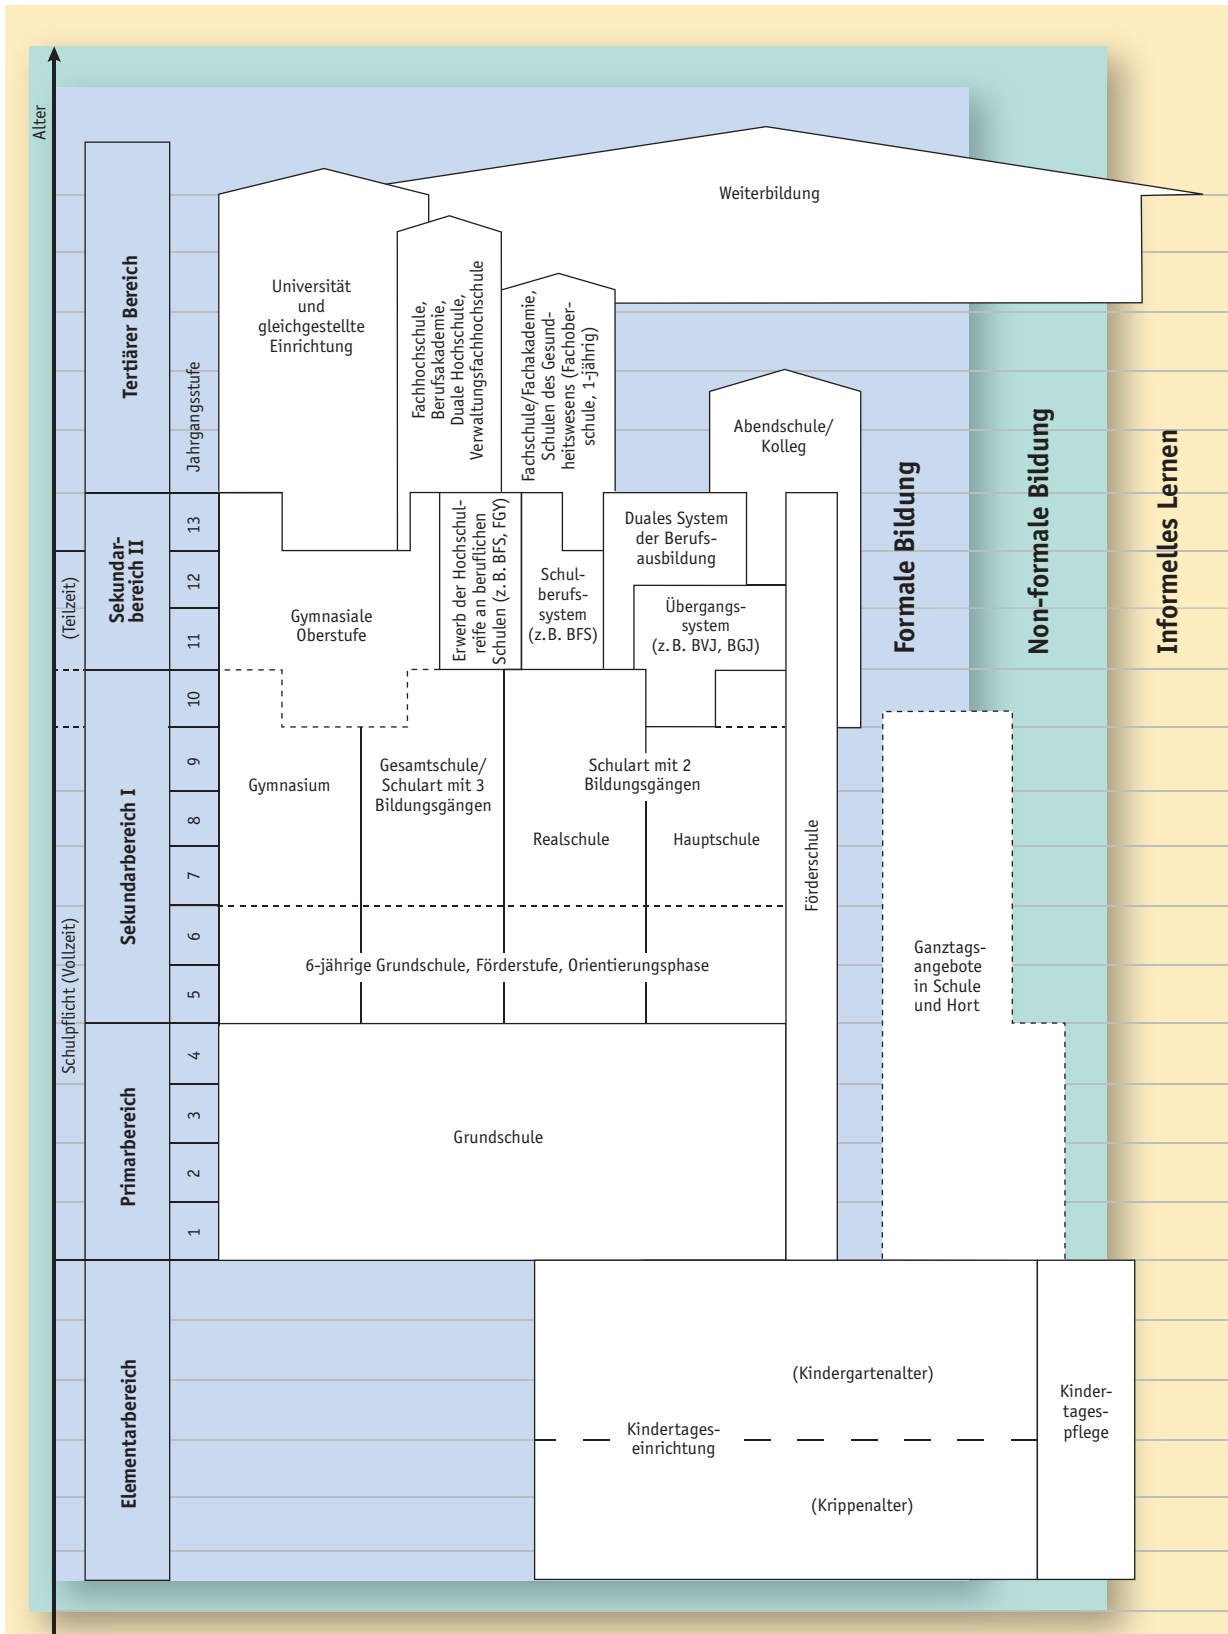 Alter
Weiterbildung
Tertiärer Bereich
Jahrgangsstufe
Universität
und
gleichgestellte
Einrichtung
Fachhochschule,
Berufsakademie,
Duale Hochschule,
Verwaltungsfachhochschule
Fachschule/Fachakademie,
Schulen des Gesund-
heitswesens (Fachober-
schule, 1-jährig)
Abendschule/
Kolleg
Formale Bildung
Non-formale Bildung
Informelles Lernen
(Teilzeit)
Sekundar-
bereich II
13
12
11
Gymnasiale
Oberstufe
Erwerb der Hochschul-
reife an beruflichen
Schulen (z. B. BFS, FGY)
Schul-
berufs-
system
(z. B. BFS)
Duales System
der Berufs-
ausbildung
Übergangs-
system
(z. B. BVJ, BGJ)
Schulpflicht (Vollzeit)
Sekundarbereich I
10
9
8
7
6
5
Gymnasium
Gesamtschule/
Schulart mit 3
Bildungsgängen
Schulart mit 2
Bildungsgängen
Realschule
Hauptschule
Förderschule
6-jährige Grundschule, Förderstufe, Orientierungsphase
Ganztags-
angebote
in Schule
und Hort
Primarbereich
4
3
2
1
Grundschule
Elementarbereich
(Kindergartenalter)
Kindertages-
einrichtung
(Krippenalter)
Kinder-
tages-
pflege